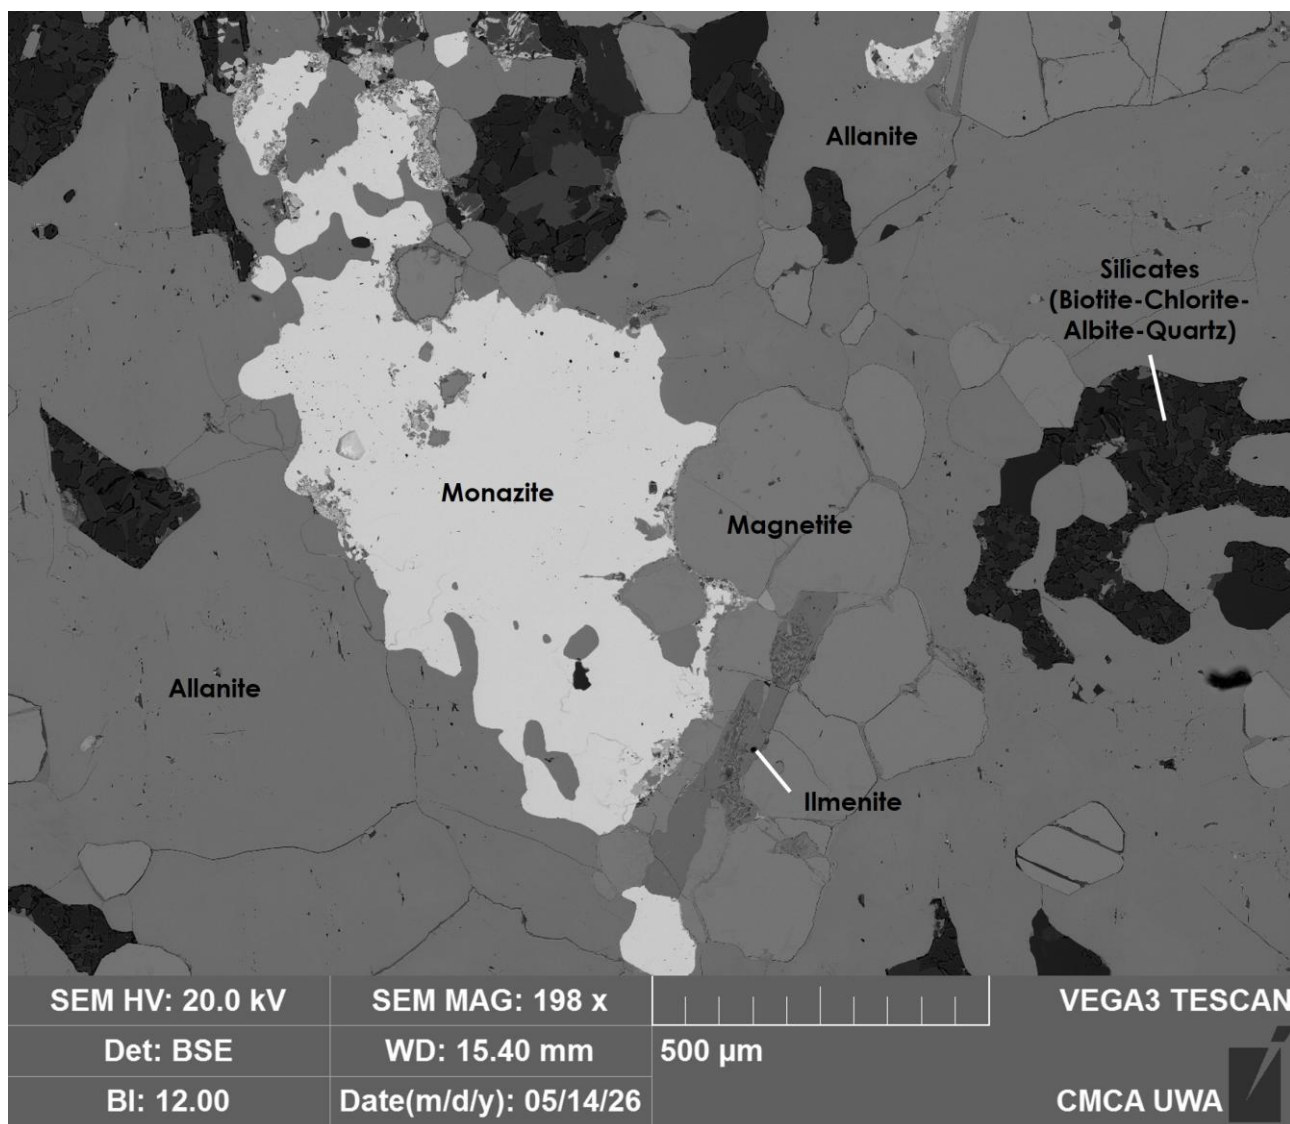 Allanite
Silicates
(Biotite-Chlorite-
Albite-Quartz)
Monazite
Magnetite
Allanite
Ilmenite
SEM HV: 20.0 kV
SEM MAG: 198 x
VEGA3 TESCAN
Det: BSE
WD: 15.40 mm
500 µm
BI: 12.00
Date(m/d/y): 05/14/26
CMCA UWA